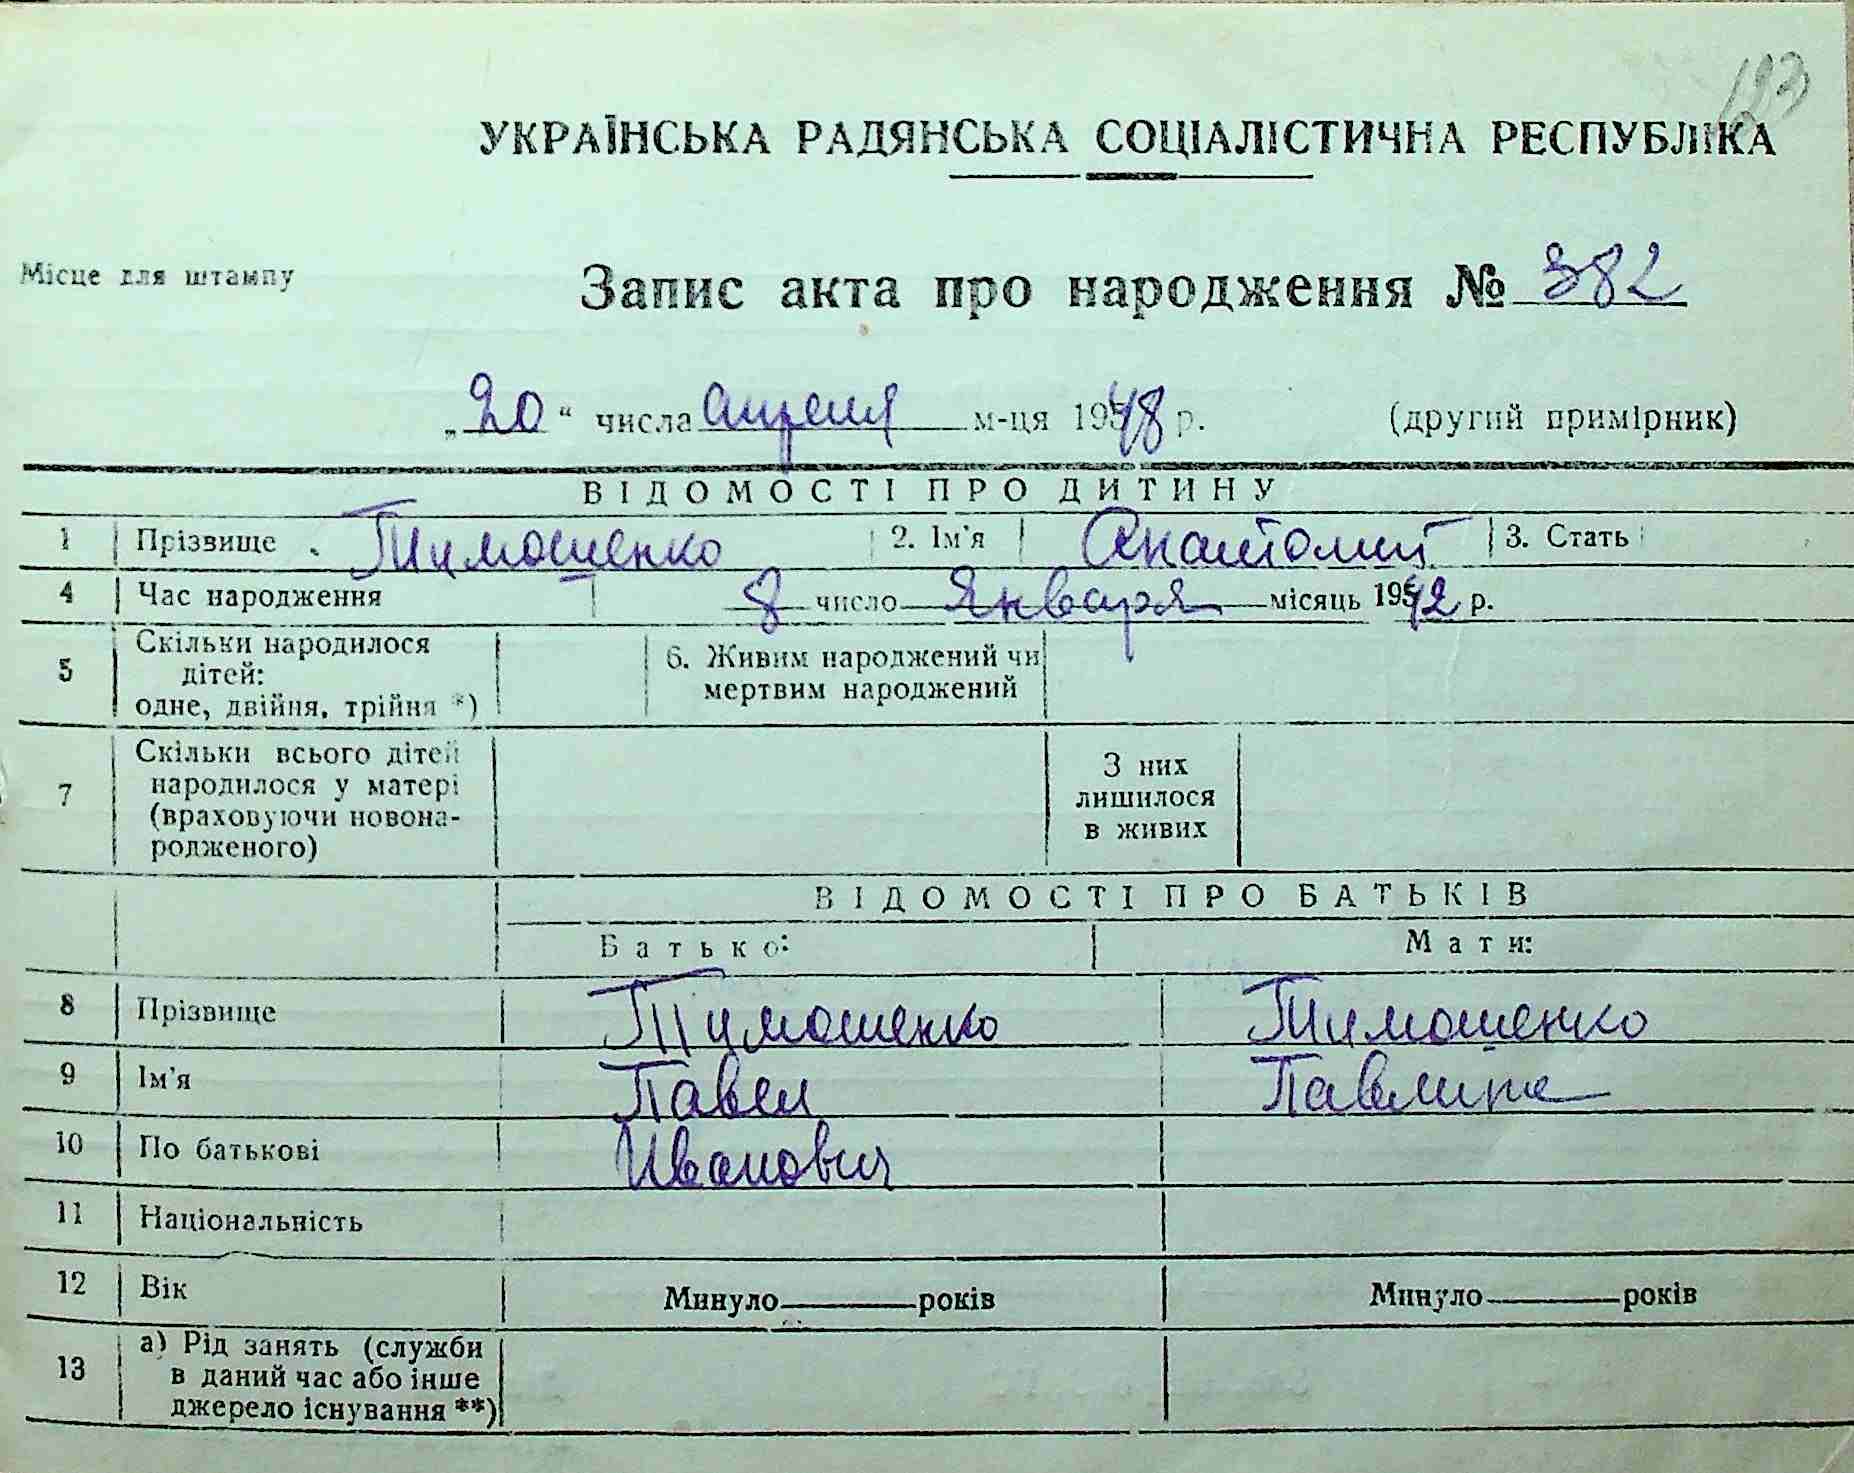 123
УКРАЇНСЬКА РАДЯНСЬКА СОЦІАЛІСТИЧНА РЕСПУБЛІКА
Місце для штампу
Запис акта про народження № 382
„20" числа апреля м-ця 1948 р. (другий примірник)
ВІДОМОСТІ ПРО ДИТИНУ
1 Прізвище Тимошенко 2. Ім'я Анатолий 3. Стать
4 Час народження 8 число Января місяць 1942 р.
5 Скільки народилося дітей: одне, двійня, трійня *) 6. Живим народжений чи мертвим народжений
7 Скільки всього дітей народилося у матері (враховуючи новонародженого) З них лишилося в живих
ВІДОМОСТІ ПРО БАТЬКІВ
Батько: Мати:
8 Прізвище Тимошенко Тимошенко
9 Ім'я Павел Павлина
10 По батькові Иванович
11 Національність
12 Вік Минуло років Минуло років
13 а) Рід занять (служби в даний час або інше джерело існування **)